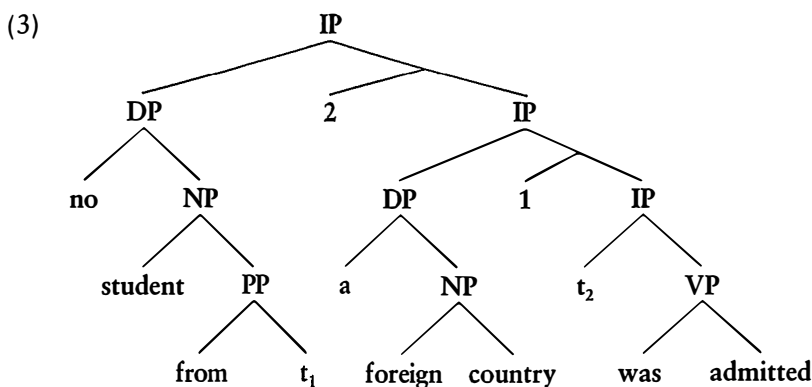 (3) IP
DP 2 IP
no NP DP 1 IP
student PP a NP t₂ VP
from t₁ foreign country was admitted